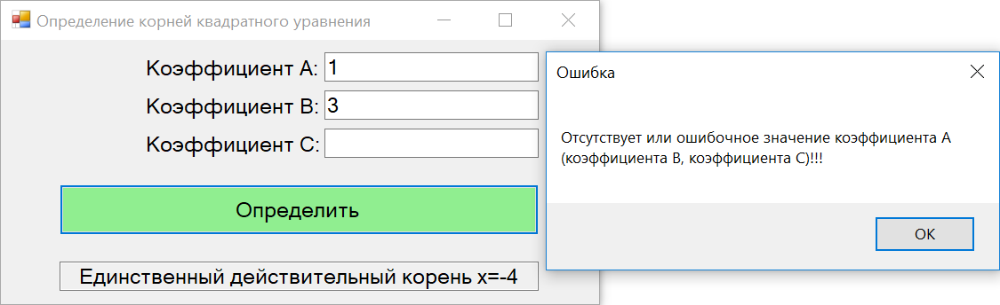 Определение корней квадратного уравнения
Коэффициент A: 1
Коэффициент B: 3
Коэффициент C:
Определить
Единственный действительный корень x=-4
Ошибка
Отсутствует или ошибочное значение коэффициента A
(коэффициента B, коэффициента C)!!!
OK